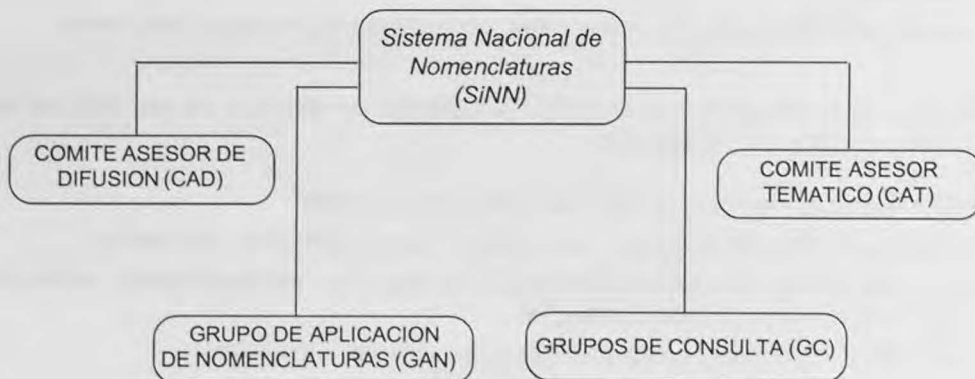 Sistema Nacional de
Nomenclaturas
(SiNN)
COMITE ASESOR DE
DIFUSION (CAD)
COMITE ASESOR
TEMATICO (CAT)
GRUPO DE APLICACION
DE NOMENCLATURAS (GAN)
GRUPOS DE CONSULTA (GC)